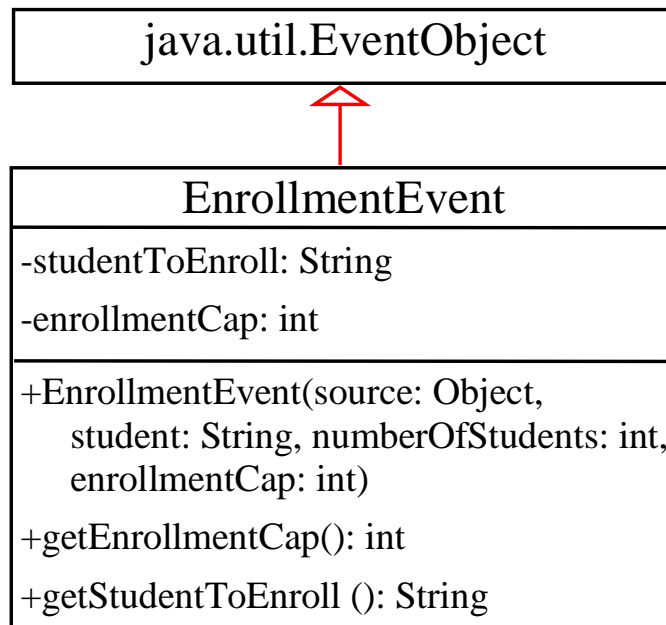 java.util.EventObject
EnrollmentEvent
-studentToEnroll: String
-enrollmentCap: int
+EnrollmentEvent(source: Object,
student: String, numberOfStudents: int,
enrollmentCap: int)
+getEnrollmentCap(): int
+getStudentToEnroll (): String